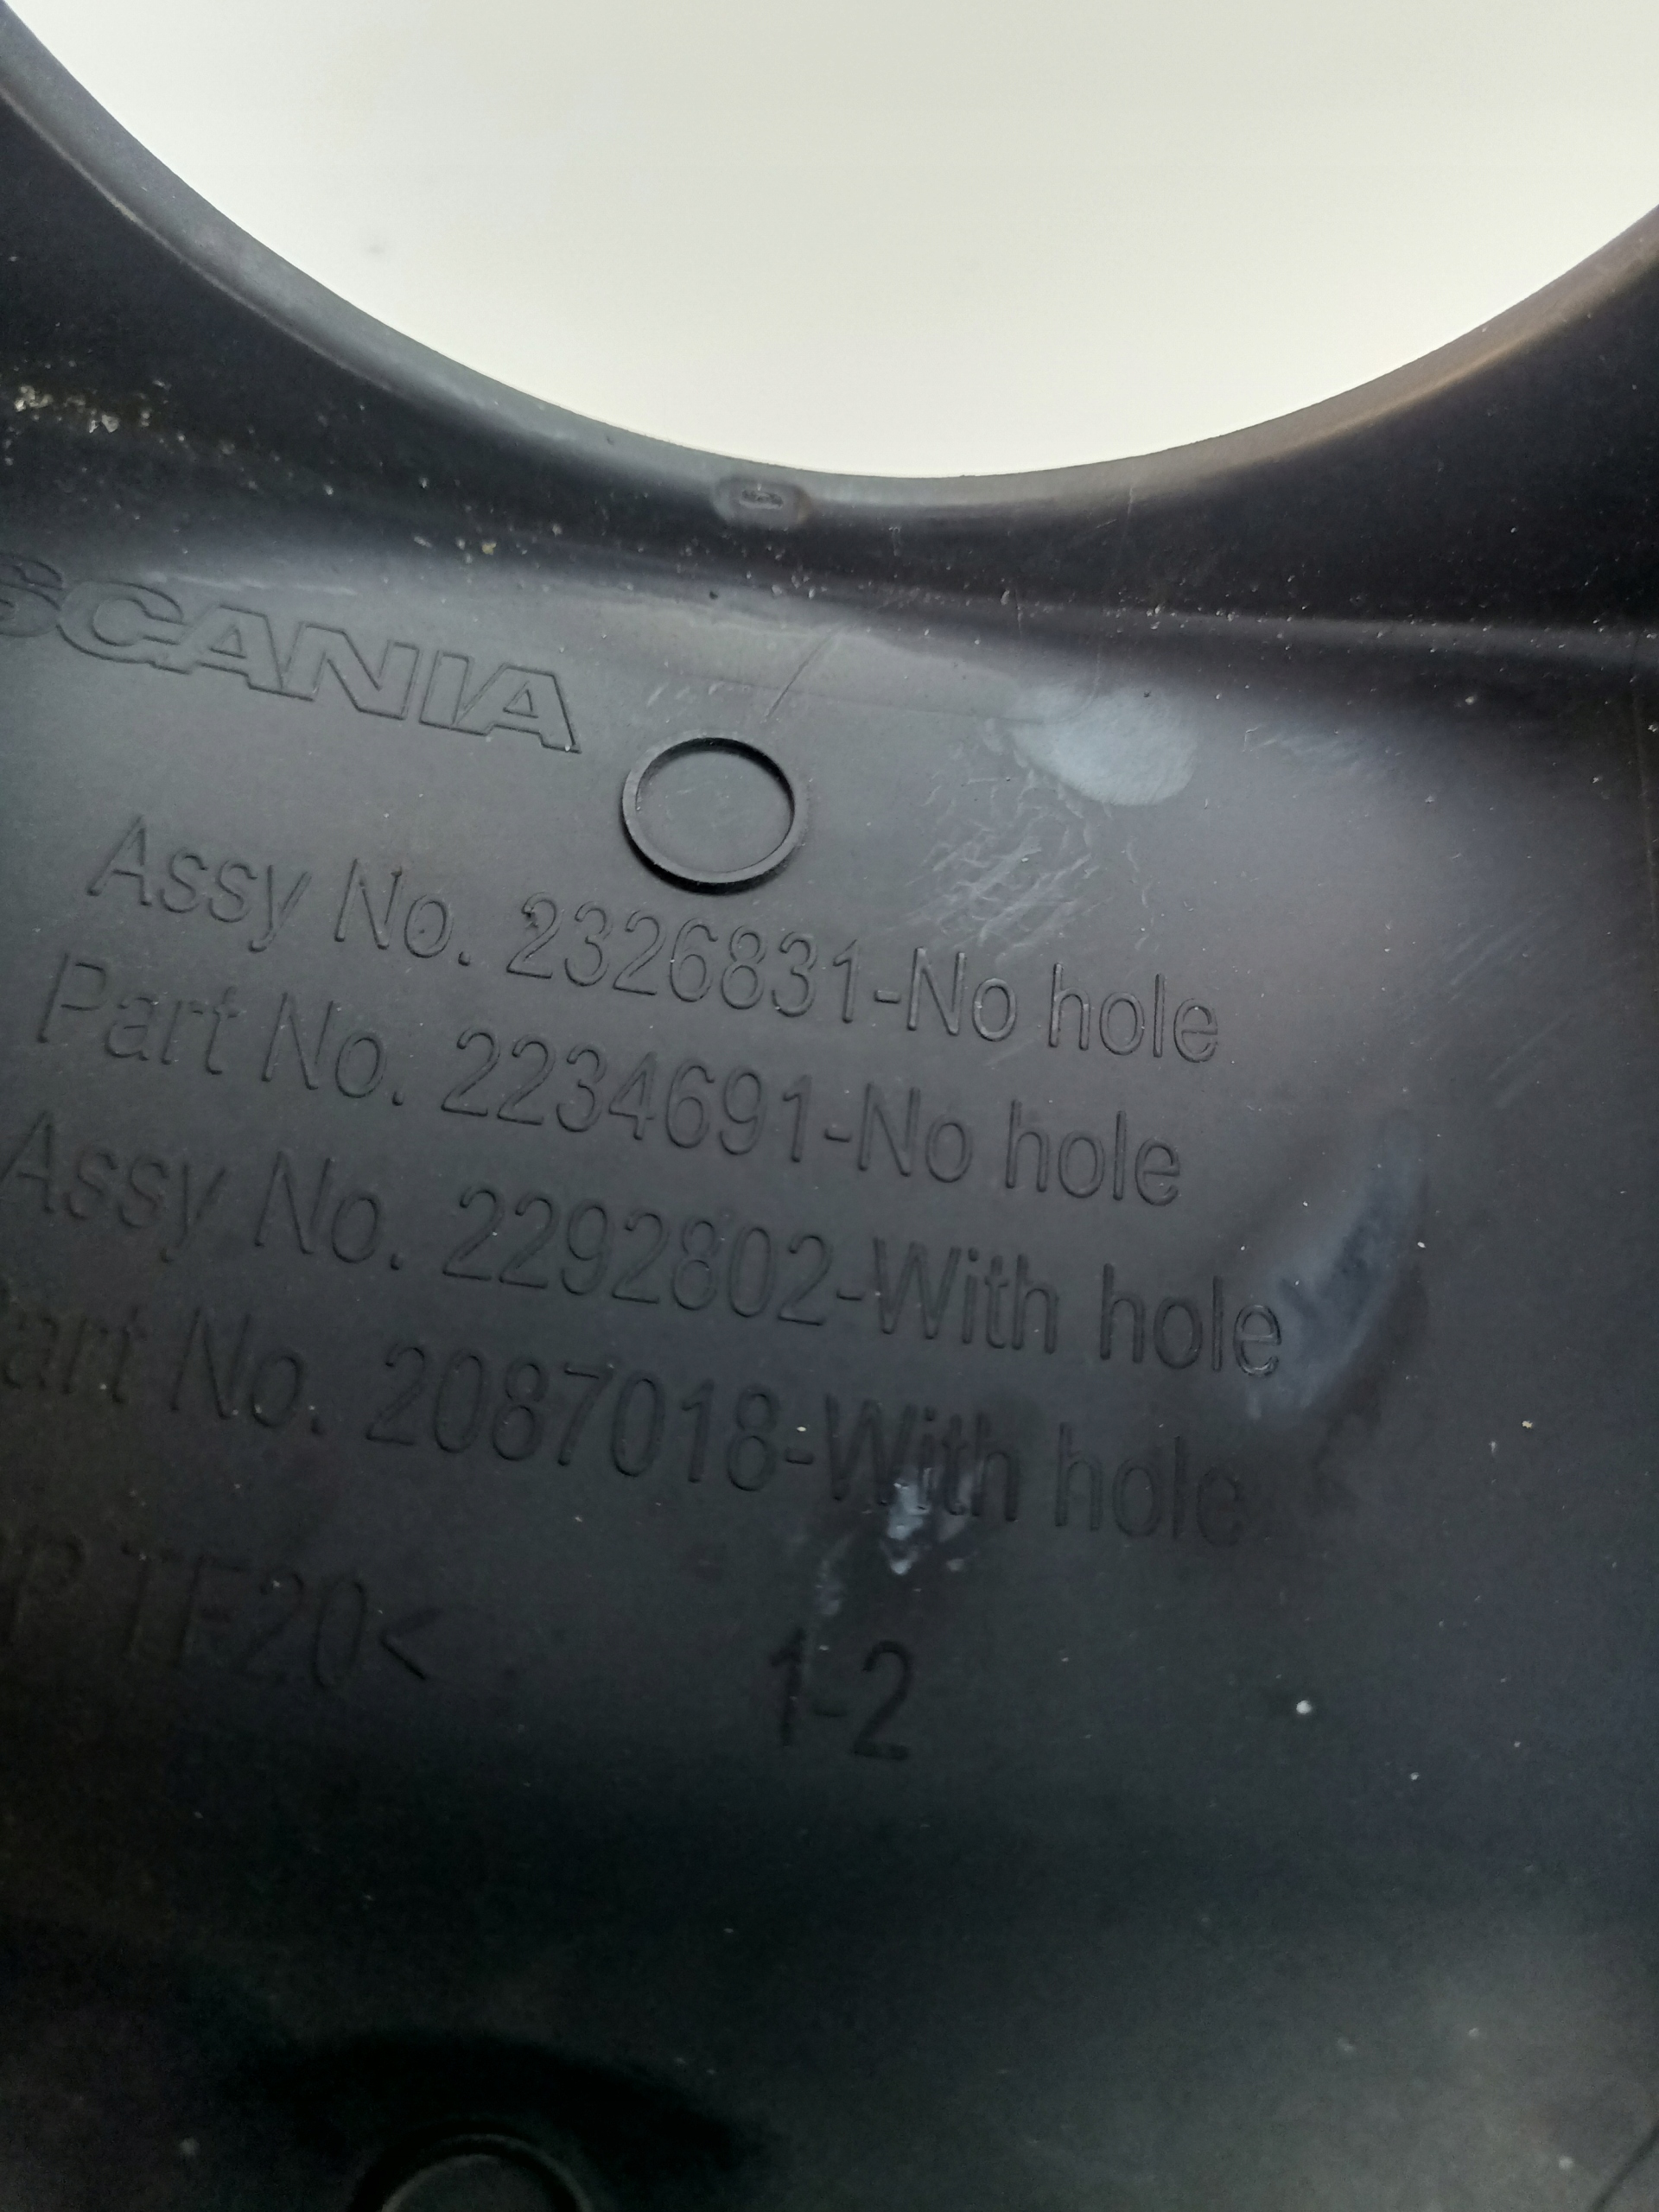 SCANIA
Assy No. 2326831-No hole
Part No. 2234691-No hole
Assy No. 2292802-With hole
art No. 2087018-With hole
P TF20< 1-2